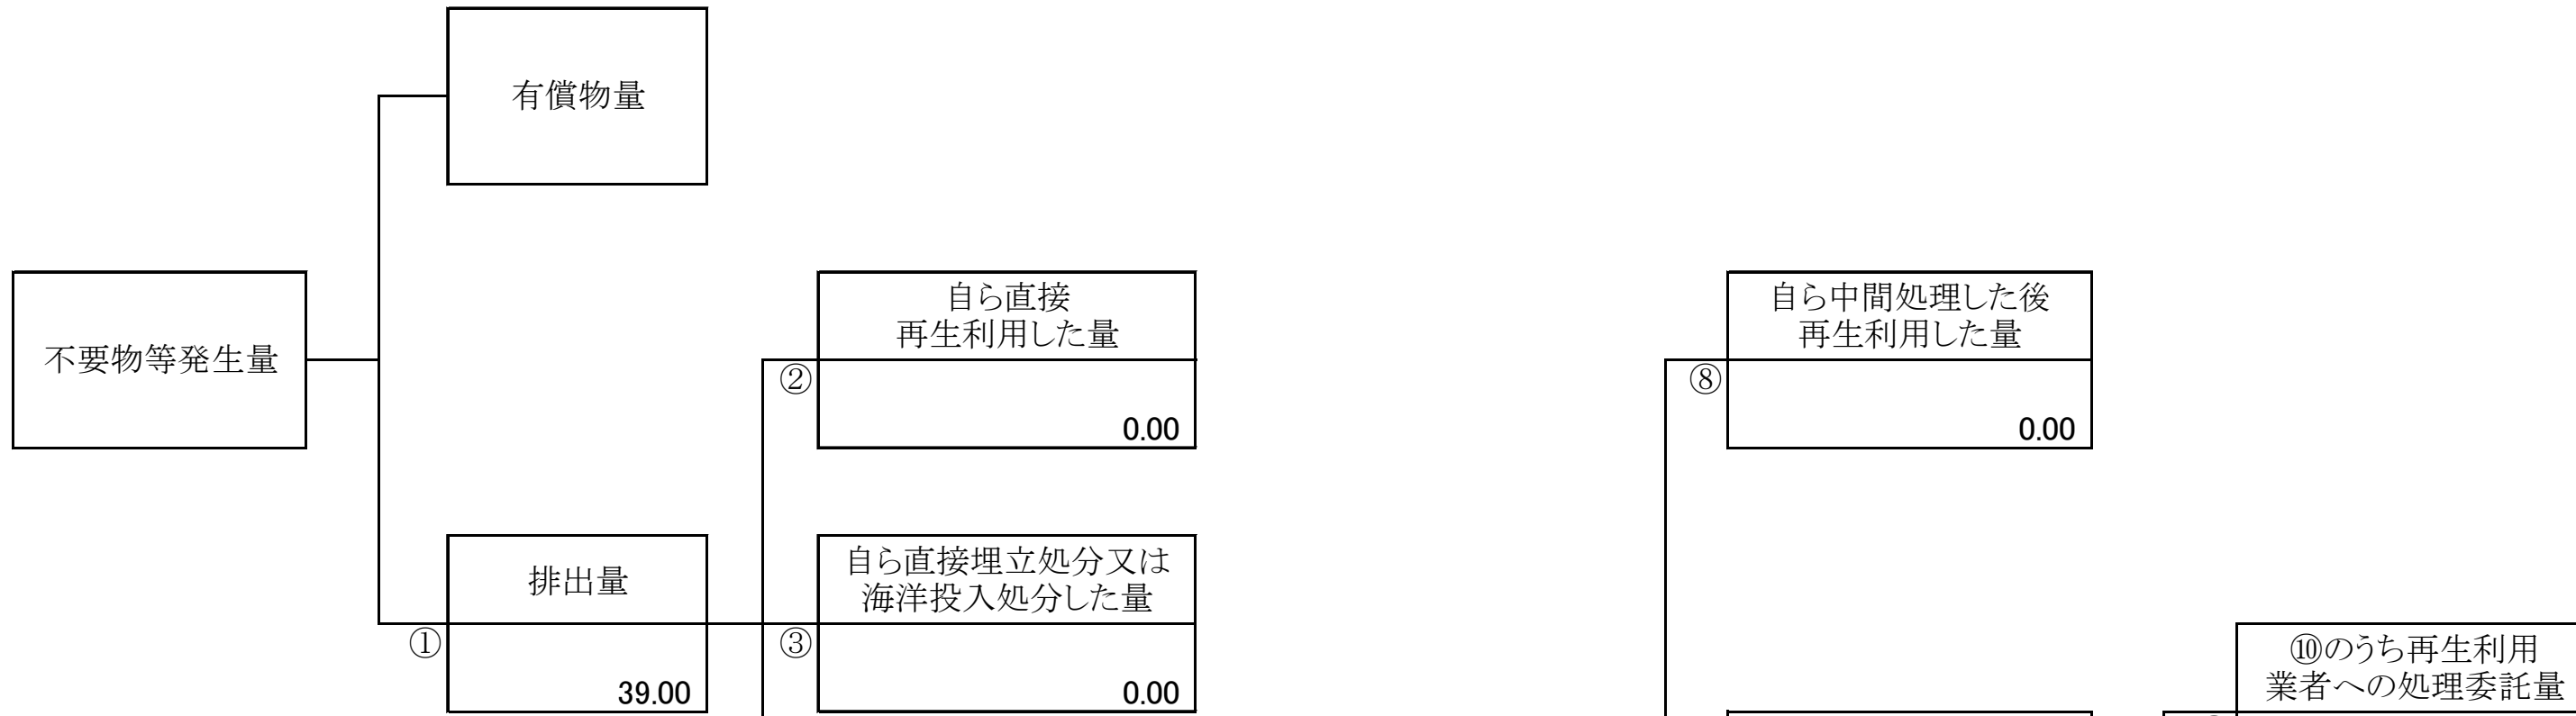 有償物量
不要物等発生量
自ら直接
再生利用した量
②
0.00
自ら中間処理した後
再生利用した量
⑧
0.00
排出量
①
39.00
自ら直接埋立処分又は
海洋投入処分した量
③
0.00
⑩のうち再生利用
業者への処理委託量